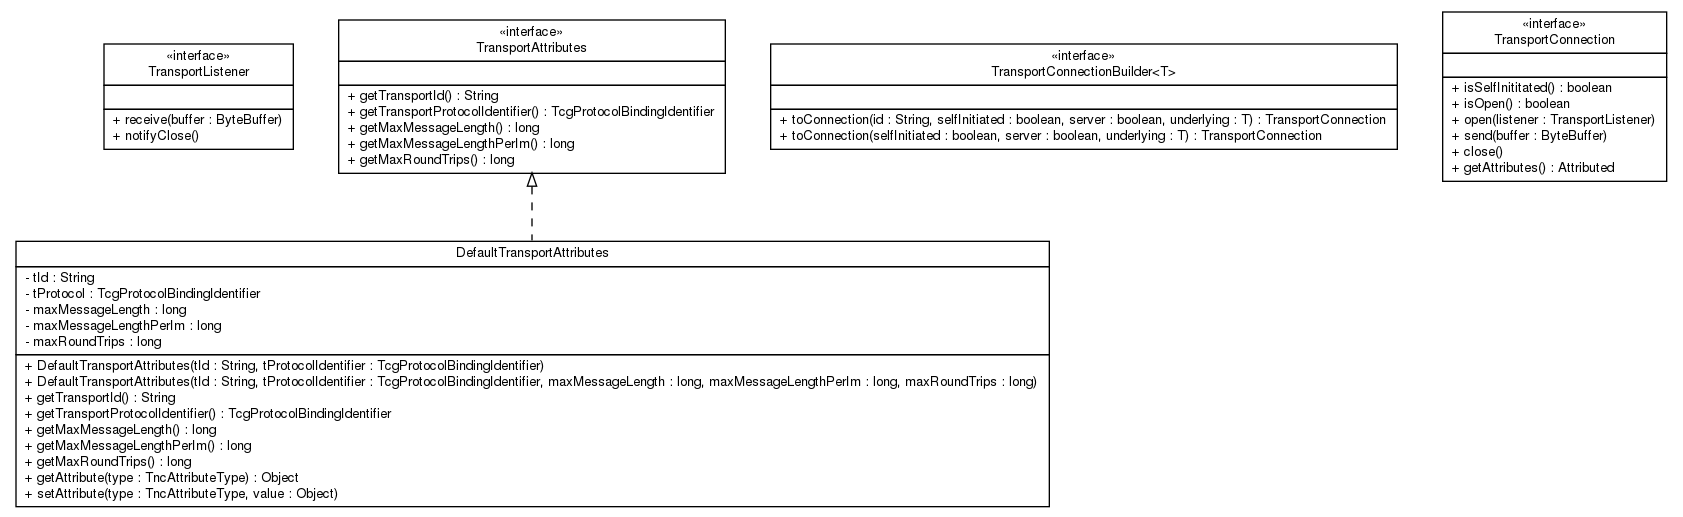 «interface»
TransportListener
+ receive(buffer : ByteBuffer)
+ notifyClose()
«interface»
TransportAttributes
+ getTransportId() : String
+ getTransportProtocolIdentifier() : TcgProtocolBindingIdentifier
+ getMaxMessageLength() : long
+ getMaxMessageLengthPerIm() : long
+ getMaxRoundTrips() : long
«interface»
TransportConnectionBuilder<T>
+ toConnection(id : String, selfInitiated : boolean, server : boolean, underlying : T) : TransportConnection
+ toConnection(selfInitiated : boolean, server : boolean, underlying : T) : TransportConnection
«interface»
TransportConnection
+ isSelfInititated() : boolean
+ isOpen() : boolean
+ open(listener : TransportListener)
+ send(buffer : ByteBuffer)
+ close()
+ getAttributes() : Attributed
DefaultTransportAttributes
- tId : String
- tProtocol : TcgProtocolBindingIdentifier
- maxMessageLength : long
- maxMessageLengthPerIm : long
- maxRoundTrips : long
+ DefaultTransportAttributes(tId : String, tProtocolIdentifier : TcgProtocolBindingIdentifier)
+ DefaultTransportAttributes(tId : String, tProtocolIdentifier : TcgProtocolBindingIdentifier, maxMessageLength : long, maxMessageLengthPerIm : long, maxRoundTrips : long)
+ getTransportId() : String
+ getTransportProtocolIdentifier() : TcgProtocolBindingIdentifier
+ getMaxMessageLength() : long
+ getMaxMessageLengthPerIm() : long
+ getMaxRoundTrips() : long
+ getAttribute(type : TncAttributeType) : Object
+ setAttribute(type : TncAttributeType, value : Object)